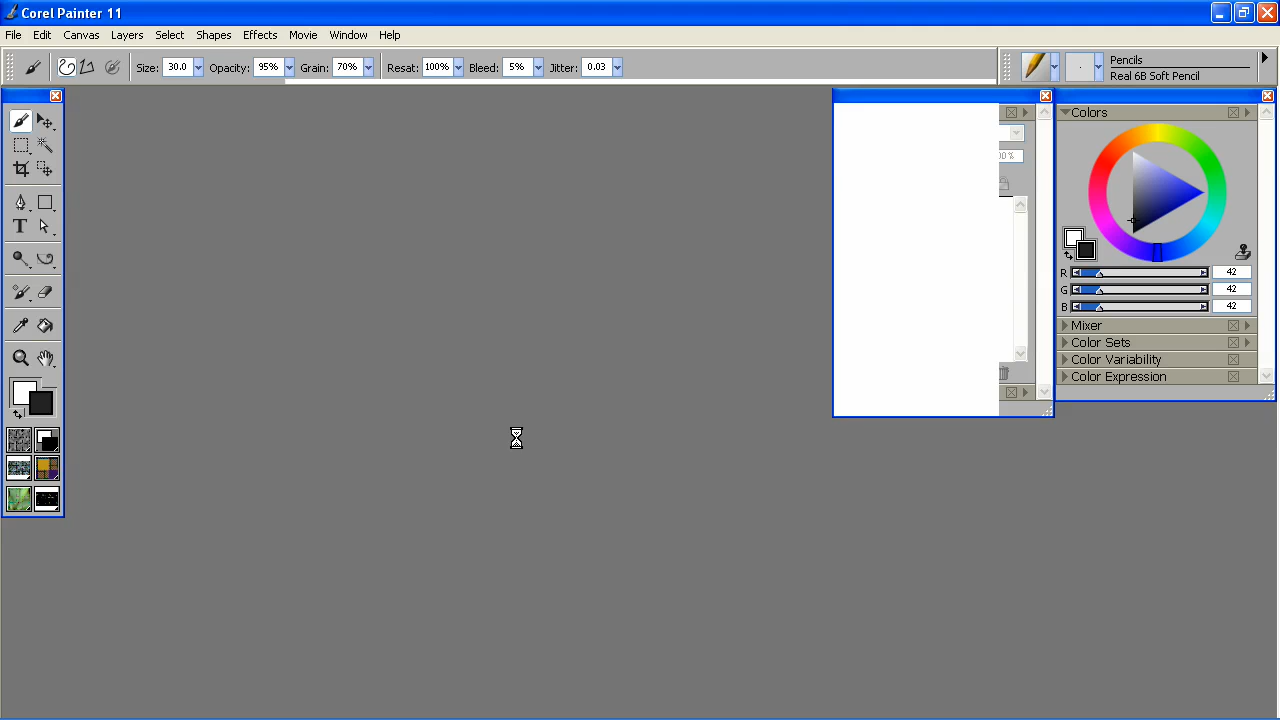 Corel Painter 11
File Edit Canvas Layers Select Shapes Effects Movie Window Help
Size: 30.0 Opacity: 95% Grain: 70% Resat: 100% Bleed: 5% Jitter: 0.03
Pencils
Real 6B Soft Pencil
Colors
R 42
G 42
B 42
Mixer
Color Sets
Color Variability
Color Expression
T